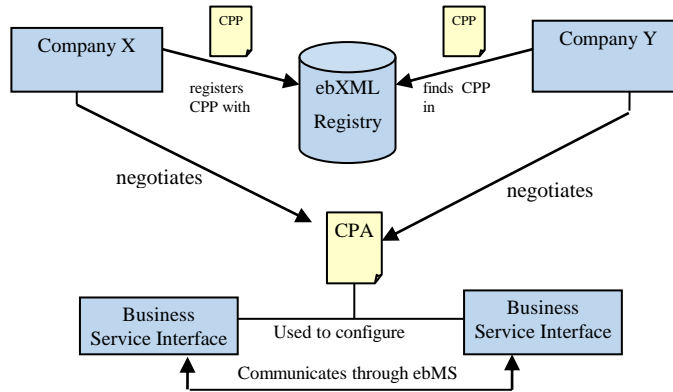 CPP
CPP
Company X
Company Y
ebXML
Registry
registers
CPP with
finds CPP
in
negotiates
negotiates
CPA
Business
Service Interface
Business
Service Interface
Used to configure
Communicates through ebMS